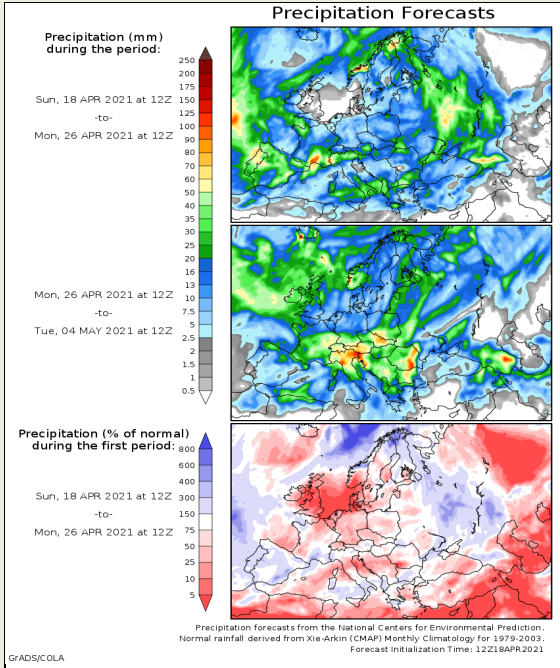 Precipitation Forecasts
Precipitation (mm)
during the period:
Sun, 18 APR 2021 at 12Z
-to-
Mon, 26 APR 2021 at 12Z
250
200
175
150
125
100
90
80
70
60
50
40
35
30
25
20
16
13
10
7.5
5
2.5
2
1.5
1
0.5
Mon, 26 APR 2021 at 12Z
-to-
Tue, 04 MAY 2021 at 12Z
Precipitation (% of normal)
during the first period:
Sun, 18 APR 2021 at 12Z
-to-
Mon, 26 APR 2021 at 12Z
800
600
400
300
150
75
50
25
10
5
Precipitation forecasts from the National Centers for Environmental Prediction.
Normal rainfall derived from Xie-Arkin (CMAP) Monthly Climatology for 1979-2003.
Forecast Initialization Time: 12Z18APR2021
GrADS/COLA